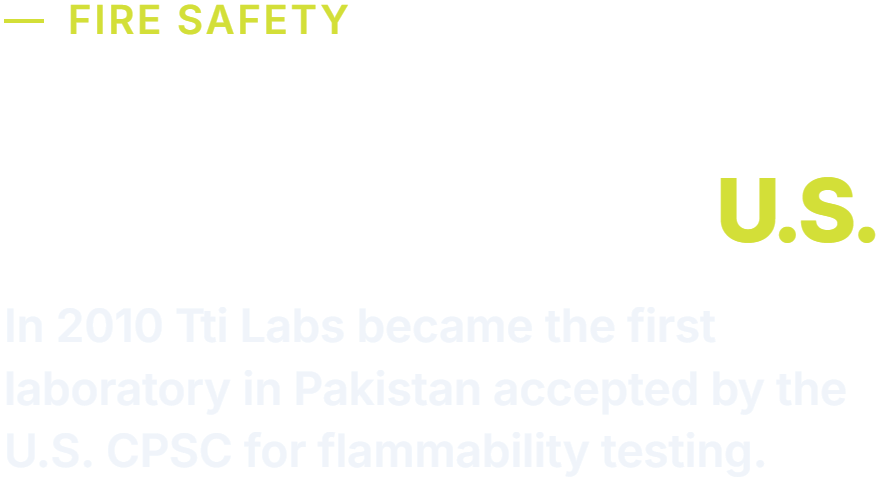 — FIRE SAFETY
U.S.
In 2010 Tti Labs became the first
laboratory in Pakistan accepted by the
U.S. CPSC for flammability testing.